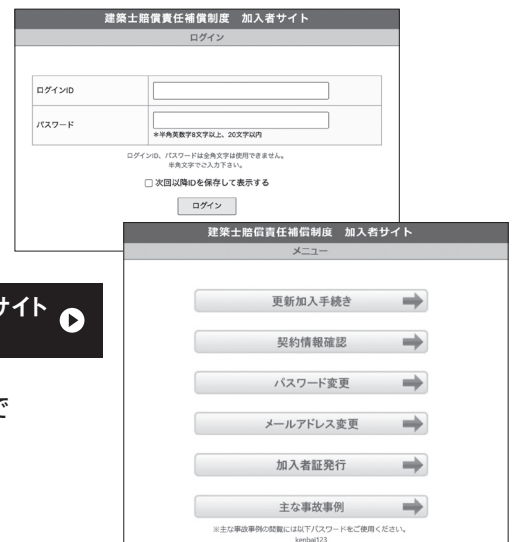 建築士賠償責任補償制度　加入者サイト
ログイン
ログインID
パスワード
＊半角英数字8文字以上、20文字以内
ログインID、パスワードは全角文字は使用できません。
半角文字でご入力下さい。
次回以降IDを保存して表示する
ログイン
建築士賠償責任補償制度　加入者サイト
メニュー
更新加入手続き
契約情報確認
パスワード変更
メールアドレス変更
加入者証発行
主な事故事例
※主な事故事例の閲覧には以下パスワードをご使用ください。
kenbai123
サイト
で